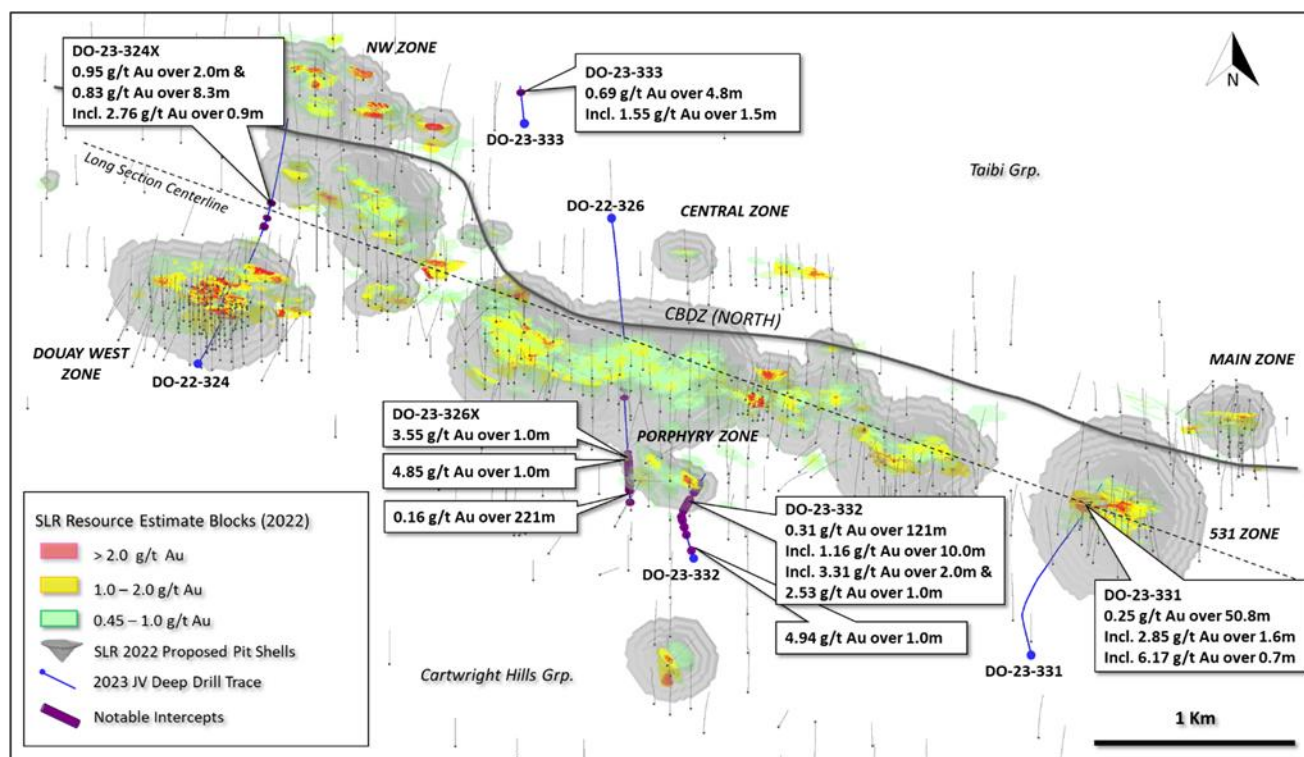 DO-23-324X
0.95 g/t Au over 2.0m &
0.83 g/t Au over 8.3m
Incl. 2.76 g/t Au over 0.9m
NW ZONE
DO-23-333
0.69 g/t Au over 4.8m
Incl. 1.55 g/t Au over 1.5m
DO-23-333
N
Long Section Centerline
Taibi Grp.
DO-22-326
CENTRAL ZONE
CBDZ (NORTH)
DOUAY WEST
ZONE
DO-22-324
MAIN ZONE
DO-23-326X
3.55 g/t Au over 1.0m
4.85 g/t Au over 1.0m
0.16 g/t Au over 221m
PORPHYRY ZONE
DO-23-332
DO-23-332
0.31 g/t Au over 121m
Incl. 1.16 g/t Au over 10.0m
Incl. 3.31 g/t Au over 2.0m &
2.53 g/t Au over 1.0m
4.94 g/t Au over 1.0m
531 ZONE
DO-23-331
0.25 g/t Au over 50.8m
Incl. 2.85 g/t Au over 1.6m
Incl. 6.17 g/t Au over 0.7m
DO-23-331
Cartwright Hills Grp.
1 Km
SLR Resource Estimate Blocks (2022)
> 2.0 g/t Au
1.0 – 2.0 g/t Au
0.45 – 1.0 g/t Au
SLR 2022 Proposed Pit Shells
2023 JV Deep Drill Trace
Notable Intercepts